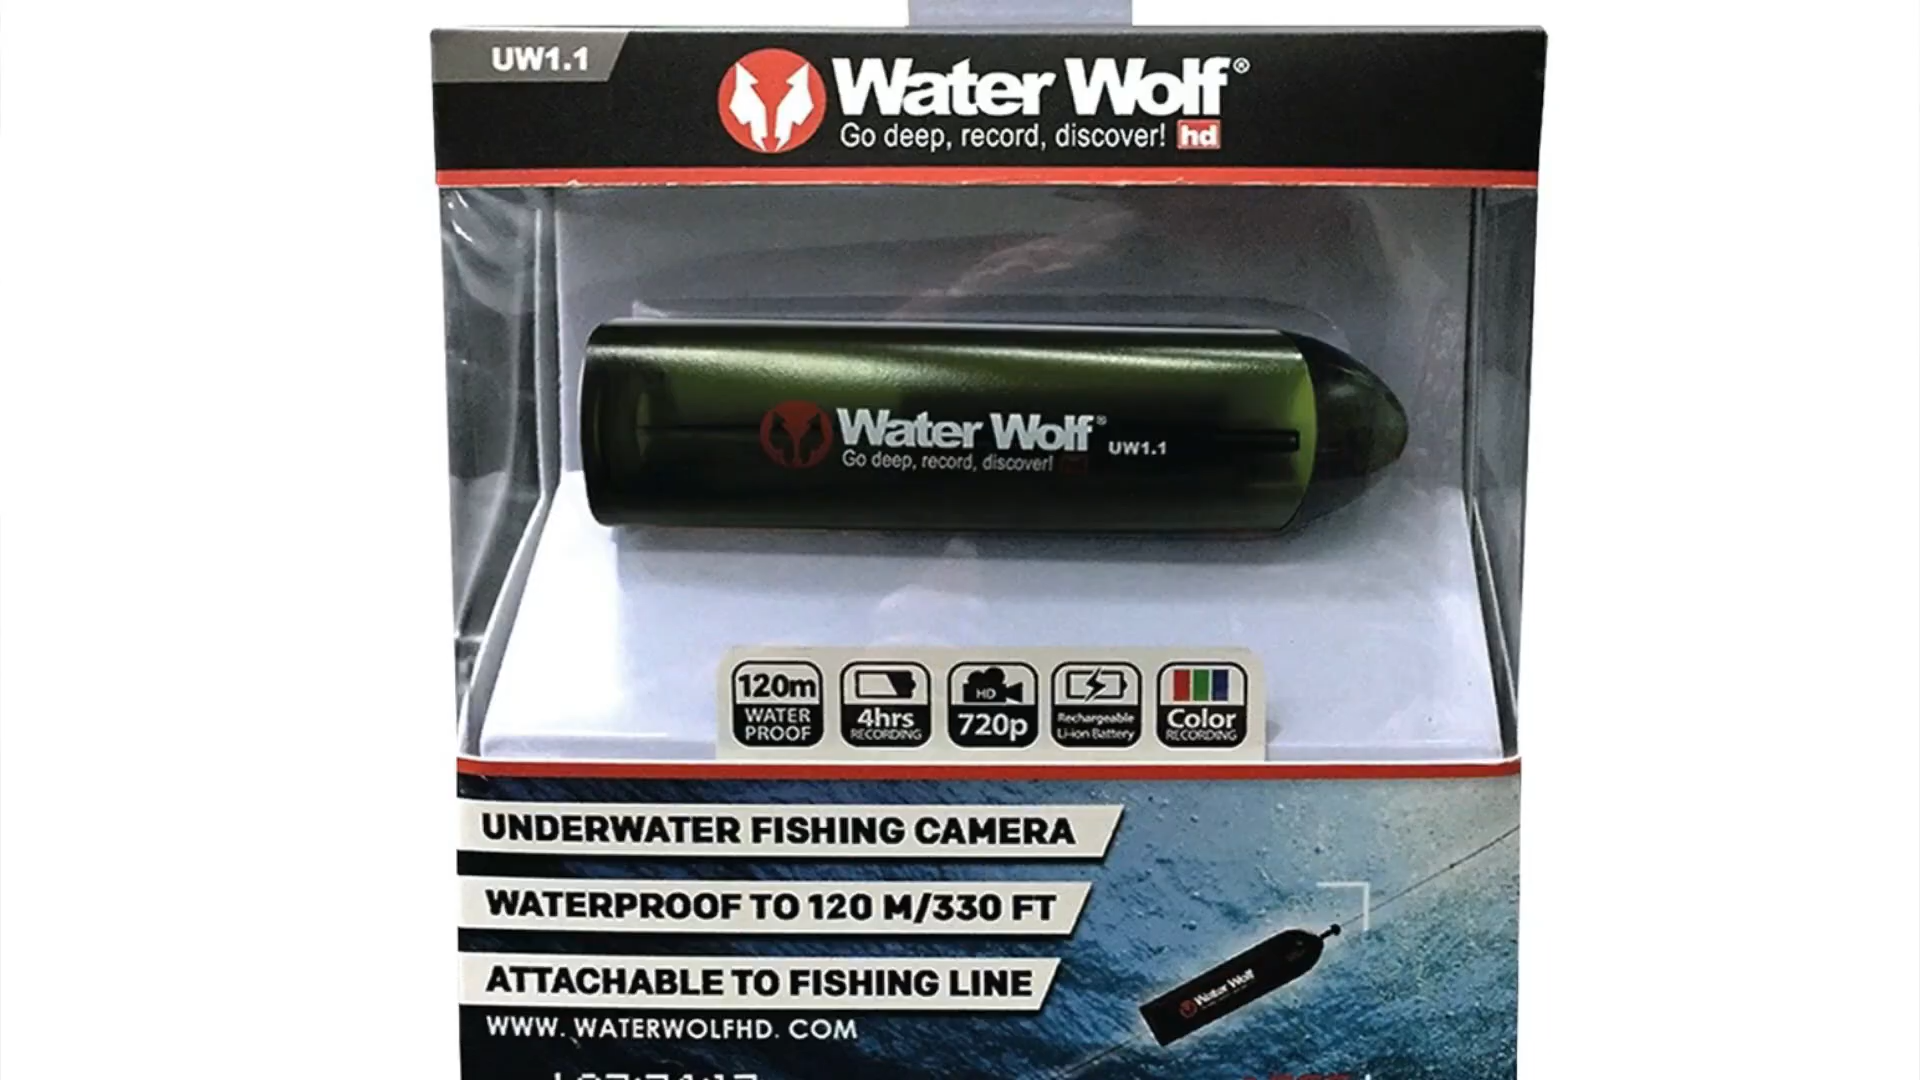 UW1.1
Water Wolf®
Go deep, record, discover! hd
Water Wolf®
UW1.1
Go deep, record, discover!
120m
WATER
PROOF
4hrs
RECORDING
HD
720p
Rechargeable
Li-ion Battery
Color
RECORDING
UNDERWATER FISHING CAMERA
WATERPROOF TO 120 M/330 FT
ATTACHABLE TO FISHING LINE
WWW. WATERWOLFHD. COM
Water Wolf